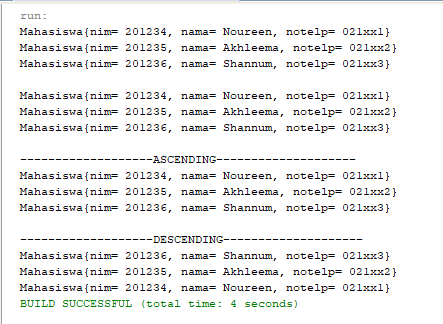 run:
Mahasiswa{nim= 201234, nama= Noureen, notelp= 021xx1}
Mahasiswa{nim= 201235, nama= Akhleema, notelp= 021xx2}
Mahasiswa{nim= 201236, nama= Shannum, notelp= 021xx3}
Mahasiswa{nim= 201234, nama= Noureen, notelp= 021xx1}
Mahasiswa{nim= 201235, nama= Akhleema, notelp= 021xx2}
Mahasiswa{nim= 201236, nama= Shannum, notelp= 021xx3}
-------------------ASCENDING--------------------
Mahasiswa{nim= 201234, nama= Noureen, notelp= 021xx1}
Mahasiswa{nim= 201235, nama= Akhleema, notelp= 021xx2}
Mahasiswa{nim= 201236, nama= Shannum, notelp= 021xx3}
-------------------DESCENDING--------------------
Mahasiswa{nim= 201236, nama= Shannum, notelp= 021xx3}
Mahasiswa{nim= 201235, nama= Akhleema, notelp= 021xx2}
Mahasiswa{nim= 201234, nama= Noureen, notelp= 021xx1}
BUILD SUCCESSFUL (total time: 4 seconds)